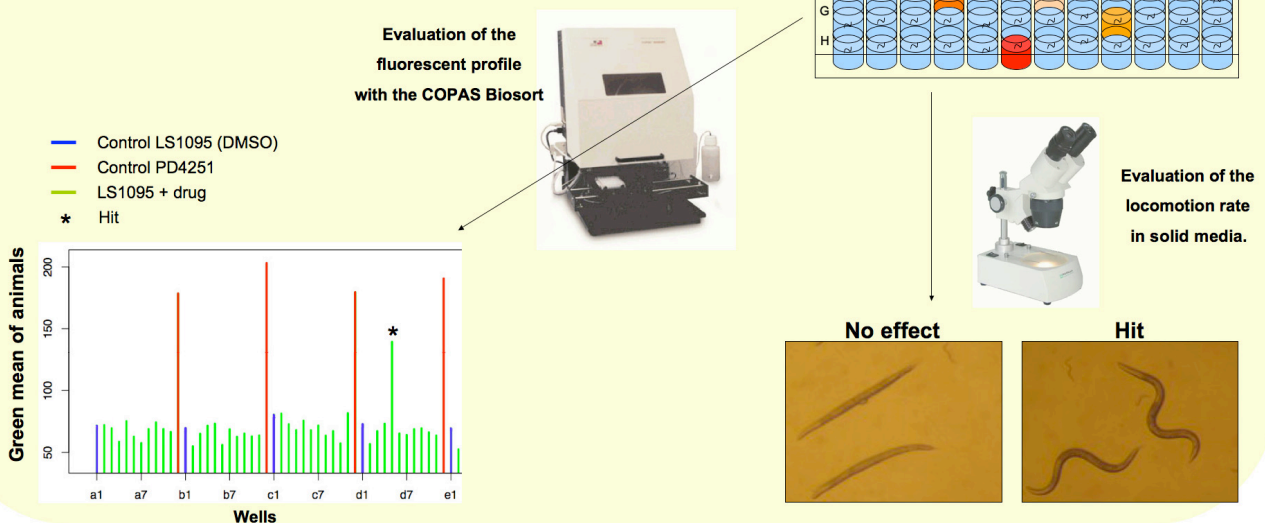 G
H
Evaluation of the
fluorescent profile
with the COPAS Biosort
Control LS1095 (DMSO)
Control PD4251
LS1095 + drug
* Hit
Evaluation of the
locomotion rate
in solid media.
Green mean of animals
200
150
100
50
*
a1 a7 b1 b7 c1 c7 d1 d7 e1
Wells
No effect Hit